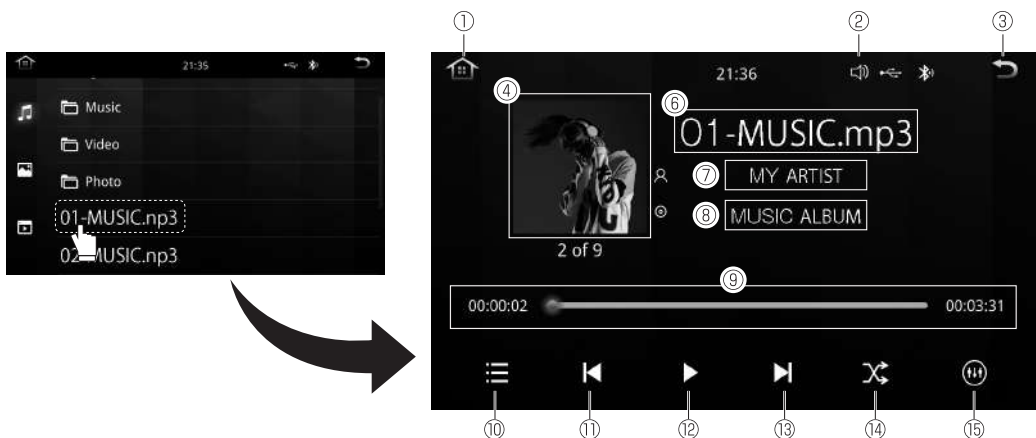 ① ② ③
21:35
Music
Video
Photo
01-MUSIC.np3
02-MUSIC.np3
21:36
④
⑥ 01-MUSIC.mp3
⑦ MY ARTIST
⑧ MUSIC ALBUM
2 of 9
⑨
00:00:02 00:03:31
⑩ ⑪ ⑫ ⑬ ⑭ ⑮